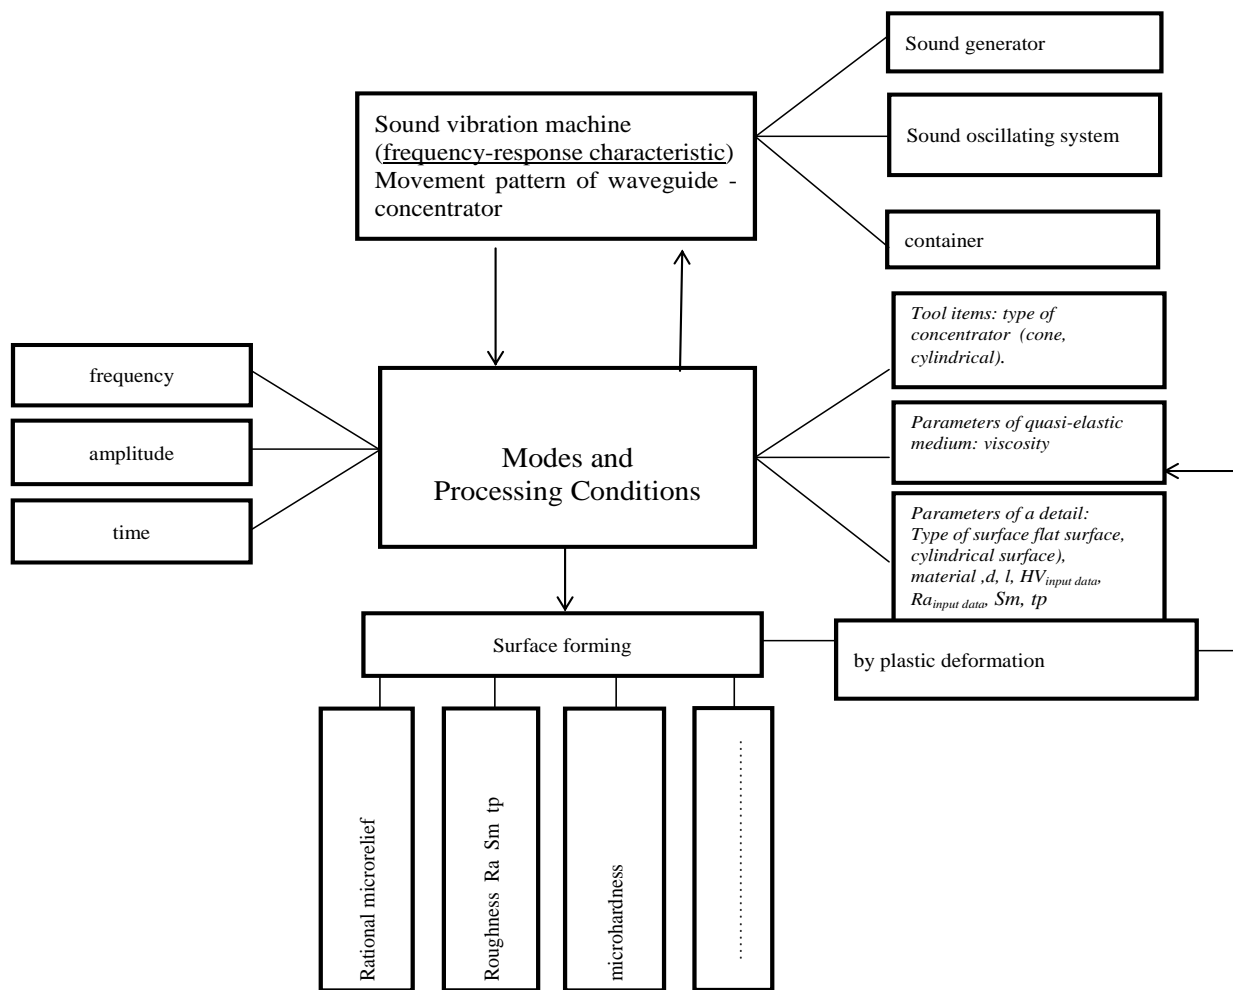 Sound generator
Sound vibration machine
(frequency-response characteristic)
Movement pattern of waveguide -
concentrator
Sound oscillating system
container
Tool items: type of
concentrator (cone,
cylindrical).
frequency
amplitude
time
Modes and
Processing Conditions
Parameters of quasi-elastic
medium: viscosity
Parameters of a detail:
Type of surface flat surface,
cylindrical surface),
material ,d, l, HVinput data,
Rainput data, Sm, tp
Surface forming
by plastic deformation
Rational microrelief
Roughness Ra Sm tp
microhardness
................................